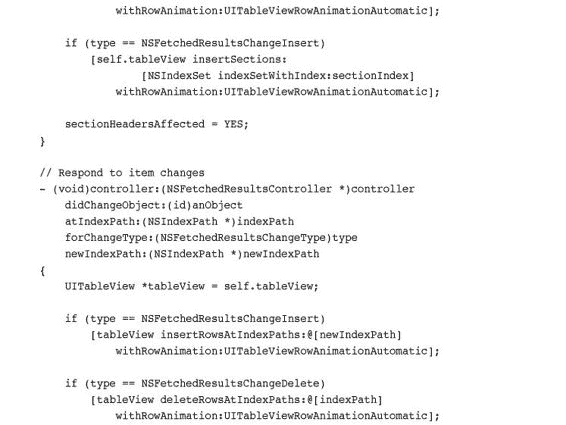 withRowAnimation:UITableViewRowAnimationAutomatic];
if (type == NSFetchedResultsChangeInsert)
[self.tableView insertSections:
[NSIndexSet indexSetWithIndex:sectionIndex]
withRowAnimation:UITableViewRowAnimationAutomatic];
sectionHeadersAffected = YES;
}
// Respond to item changes
- (void)controller:(NSFetchedResultsController *)controller
didChangeObject:(id)anObject
atIndexPath:(NSIndexPath *)indexPath
forChangeType:(NSFetchedResultsChangeType)type
newIndexPath:(NSIndexPath *)newIndexPath
{
UITableView *tableView = self.tableView;
if (type == NSFetchedResultsChangeInsert)
[tableView insertRowsAtIndexPaths:@[newIndexPath]
withRowAnimation:UITableViewRowAnimationAutomatic];
if (type == NSFetchedResultsChangeDelete)
[tableView deleteRowsAtIndexPaths:@[indexPath]
withRowAnimation:UITableViewRowAnimationAutomatic];